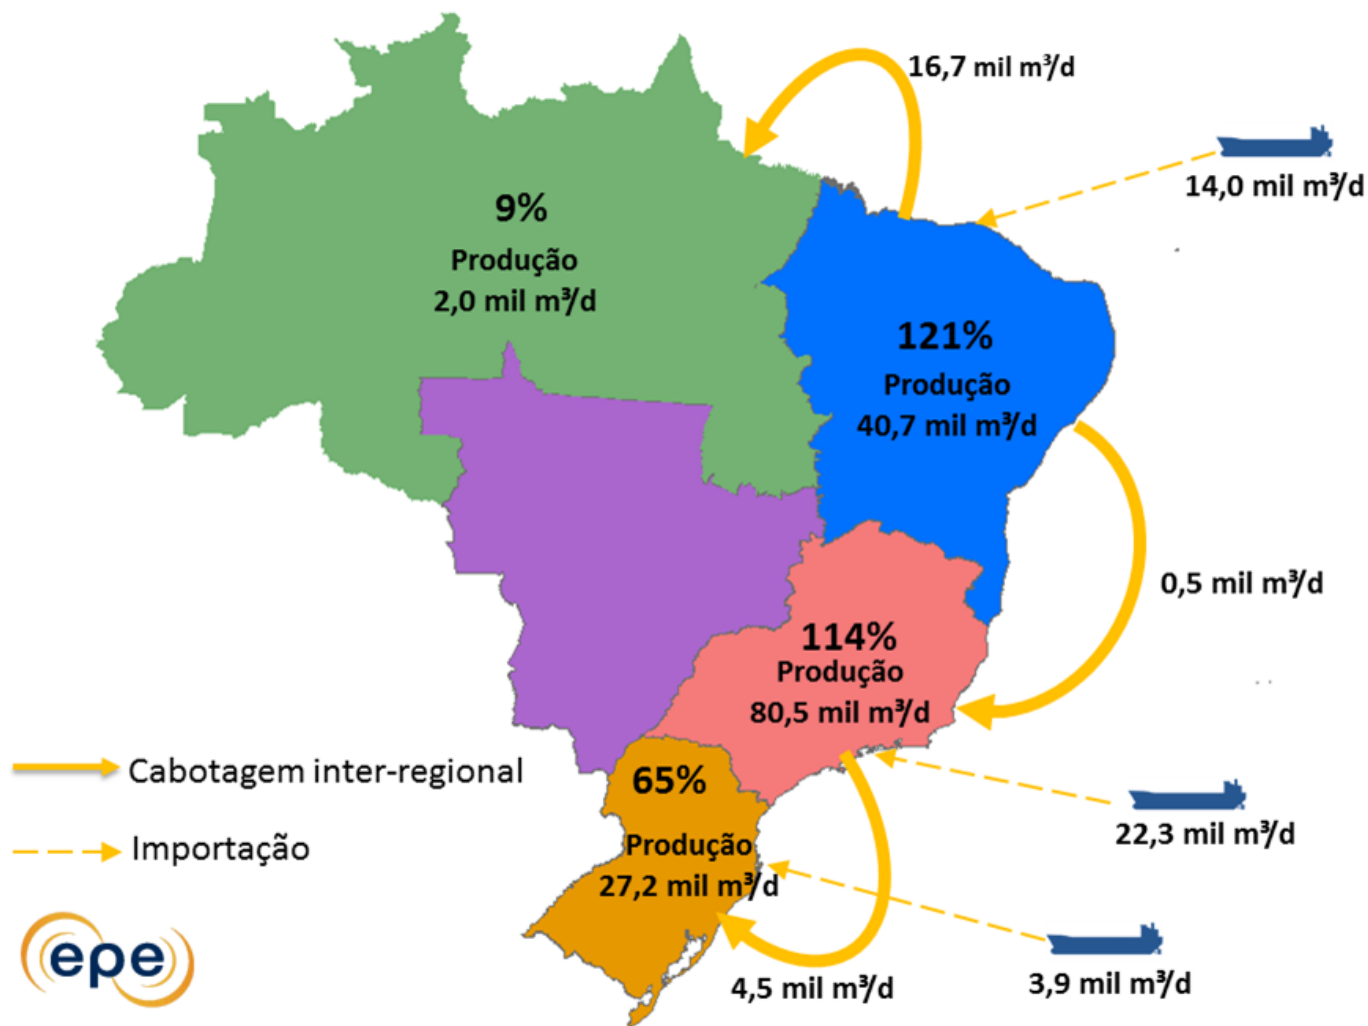 16,7 mil m³/d
14,0 mil m³/d
9%
Produção
2,0 mil m³/d
121%
Produção
40,7 mil m³/d
0,5 mil m³/d
114%
Produção
80,5 mil m³/d
Cabotagem inter-regional
65%
22,3 mil m³/d
Importação
Produção
27,2 mil m³/d
epe
4,5 mil m³/d
3,9 mil m³/d